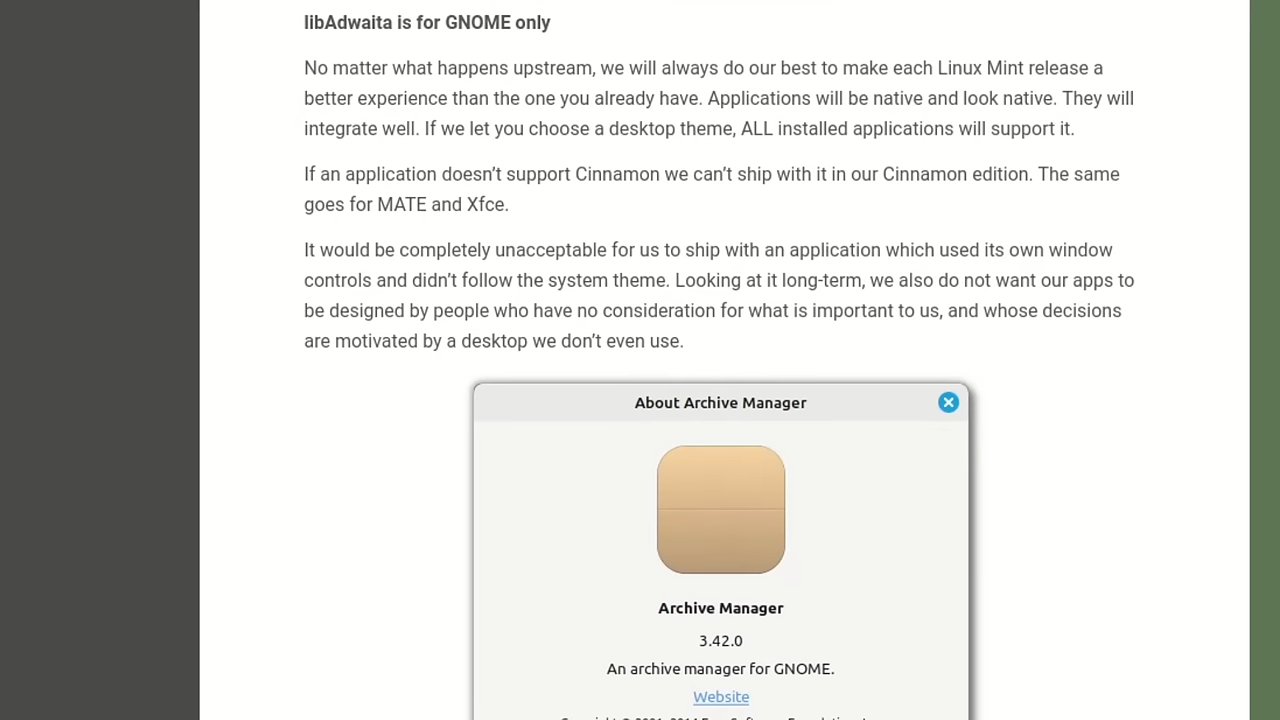 libAdwaita is for GNOME only
No matter what happens upstream, we will always do our best to make each Linux Mint release a
better experience than the one you already have. Applications will be native and look native. They will
integrate well. If we let you choose a desktop theme, ALL installed applications will support it.
If an application doesn’t support Cinnamon we can’t ship with it in our Cinnamon edition. The same
goes for MATE and Xfce.
It would be completely unacceptable for us to ship with an application which used its own window
controls and didn’t follow the system theme. Looking at it long-term, we also do not want our apps to
be designed by people who have no consideration for what is important to us, and whose decisions
are motivated by a desktop we don’t even use.
About Archive Manager
Archive Manager
3.42.0
An archive manager for GNOME.
Website